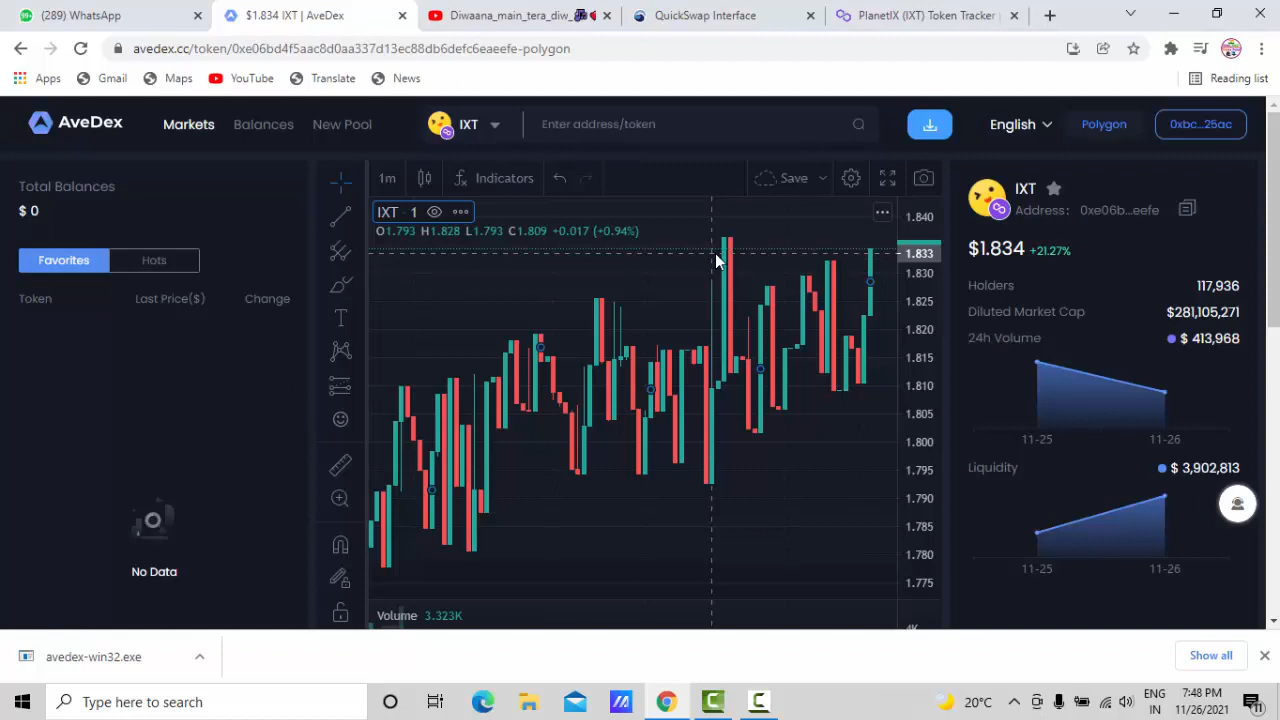 (289) WhatsApp
$1.834 IXT | AveDex
Diwaana_main_tera_diw_
QuickSwap Interface
PlanetIX (IXT) Token Tracker
avedex.cc/token/0xe06bd4f5aac8d0aa337d13ec88db6defc6eaeefe-polygon
Apps Gmail Maps YouTube Translate News Reading list
AveDex Markets Balances New Pool IXT Enter address/token English Polygon 0xbc...25ac
Total Balances
$ 0
Favorites Hots
Token Last Price($) Change
No Data
1m Indicators Save
IXT · 1
O1.793 H1.828 L1.793 C1.809 +0.017 (+0.94%)
1.840
1.833
1.830
1.825
1.820
1.815
1.810
1.805
1.800
1.795
1.790
1.785
1.780
1.775
4K
Volume 3.323K
IXT
Address: 0xe06b...eefe
$1.834 +21.27%
Holders 117,936
Diluted Market Cap $281,105,271
24h Volume $ 413,968
11-25 11-26
Liquidity $ 3,902,813
11-25 11-26
avedex-win32.exe Show all
Type here to search
20°C
ENG
IN
7:48 PM
11/26/2021